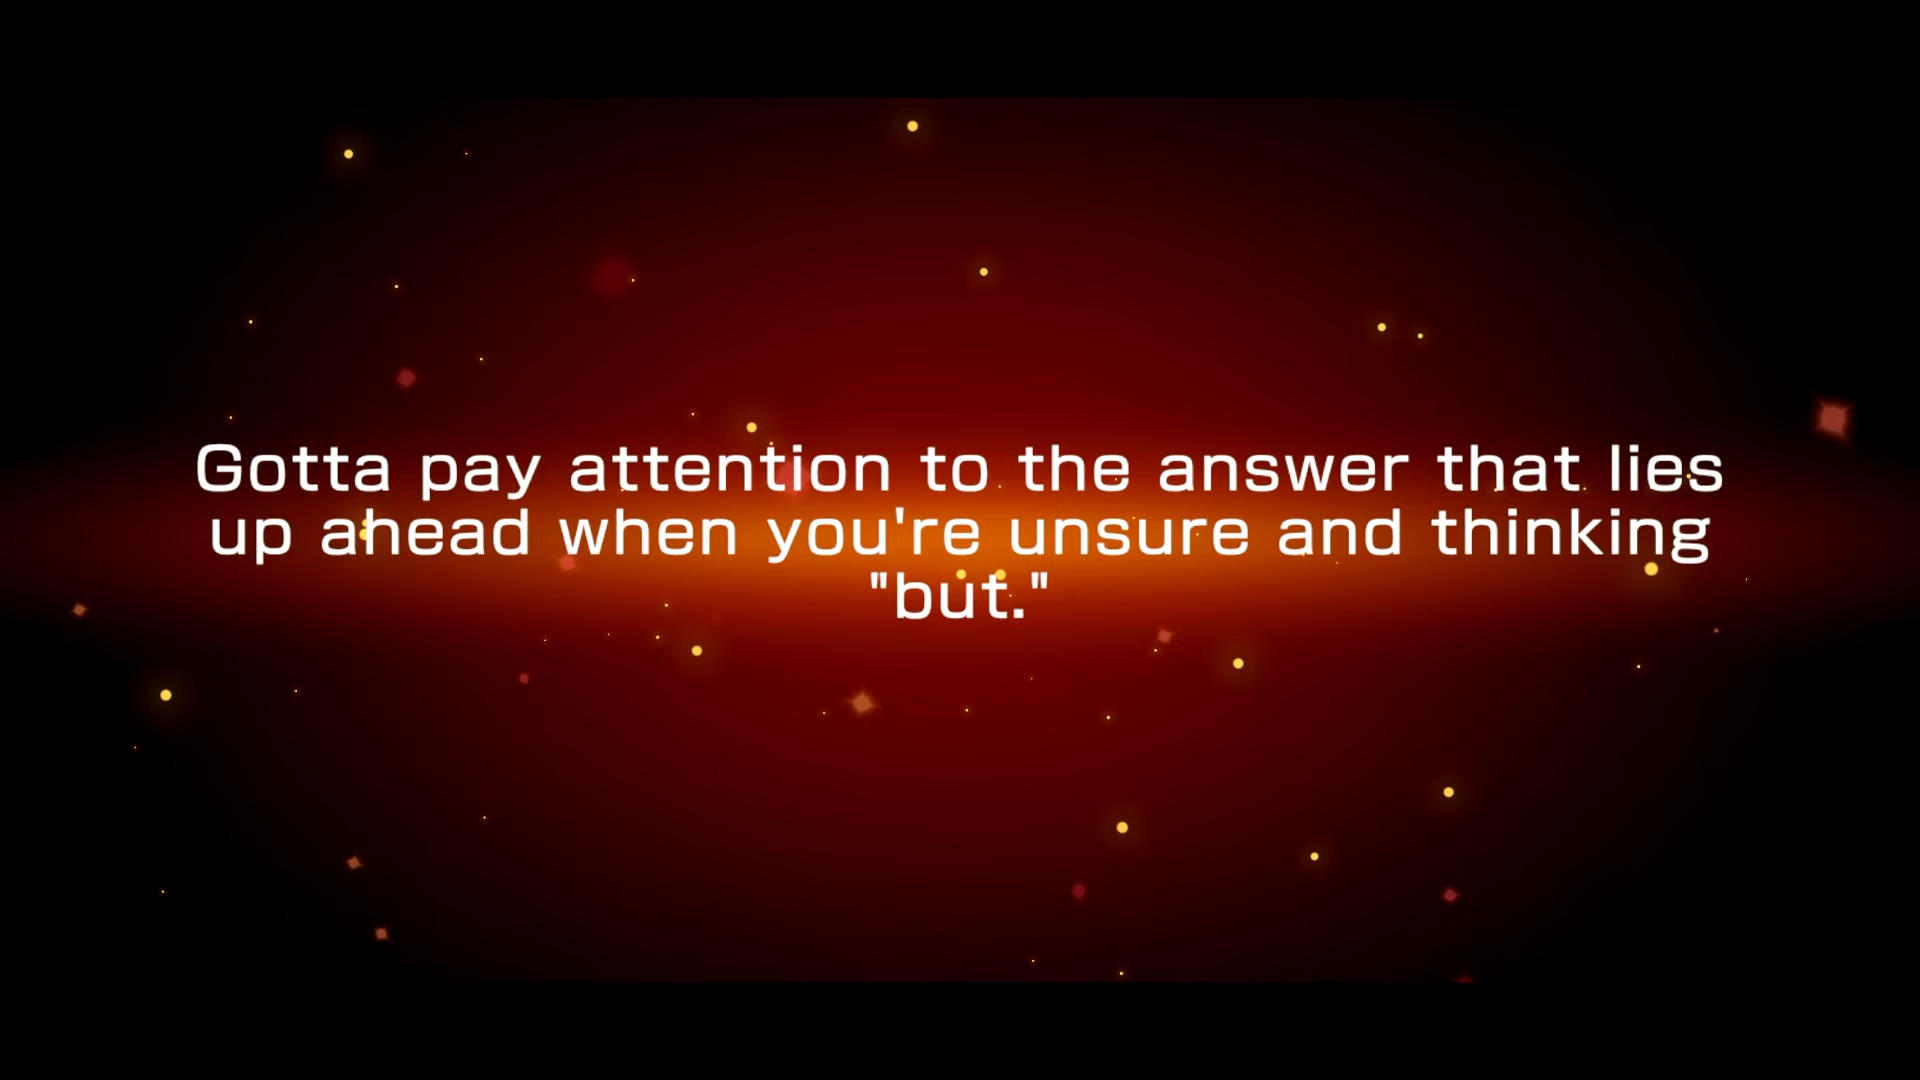 Gotta pay attention to the answer that lies
up ahead when you're unsure and thinking
"but."